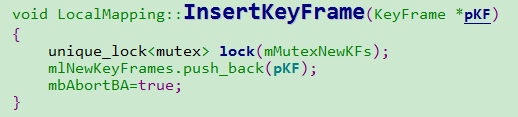 void LocalMapping::InsertKeyFrame(KeyFrame *pKF)
{
    unique_lock<mutex> lock(mMutexNewKFs);
    mlNewKeyFrames.push_back(pKF);
    mbAbortBA=true;
}